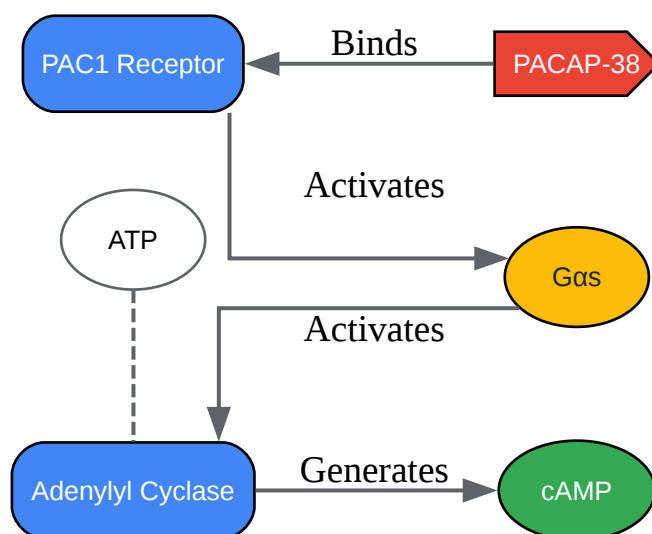 Binds
PAC1 Receptor
PACAP-38
Activates
ATP
Gαs
Activates
Generates
Adenylyl Cyclase
cAMP